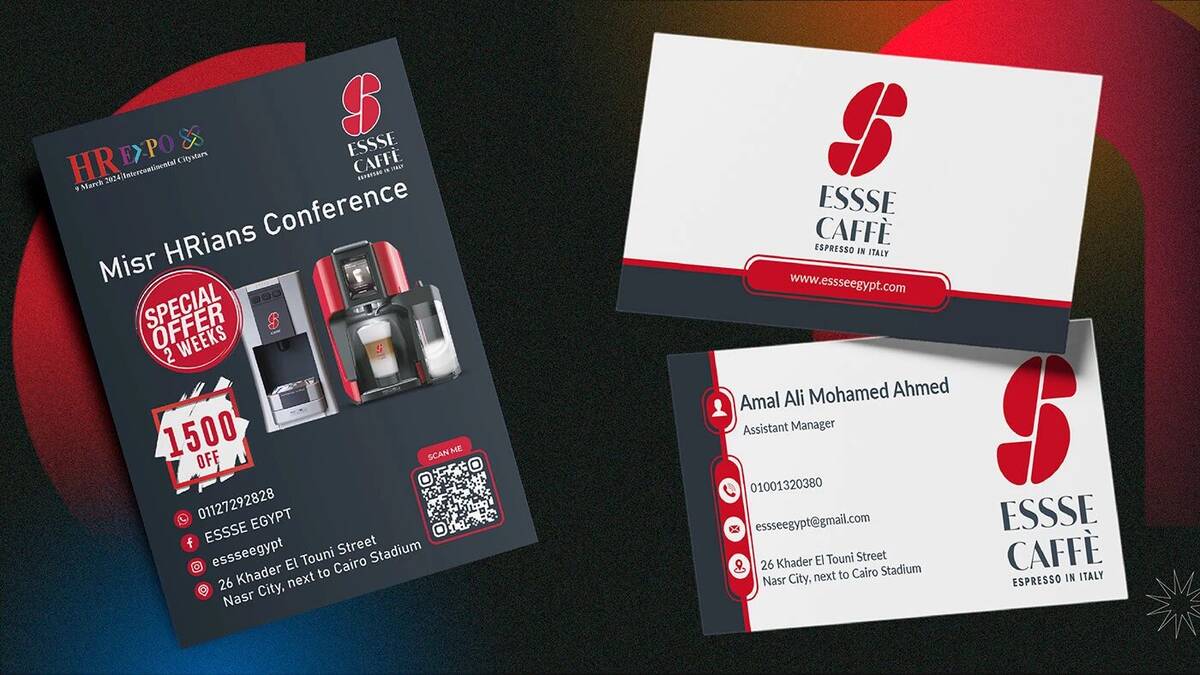 HR EXPO
9 March 2024|Intercontinental Citystars
ESSSE
CAFFÈ
ESPRESSO IN ITALY
Misr HRians Conference
SPECIAL
OFFER
2 WEEKS
1500
OFF
SCAN ME
01127292828
ESSSE EGYPT
essseegypt
26 Khader El Touni Street
Nasr City, next to Cairo Stadium
ESSSE
CAFFÈ
ESPRESSO IN ITALY
www.essseegypt.com
Amal Ali Mohamed Ahmed
Assistant Manager
01001320380
essseegypt@gmail.com
26 Khader El Touni Street
Nasr City, next to Cairo Stadium
ESSSE
CAFFÈ
ESPRESSO IN ITALY